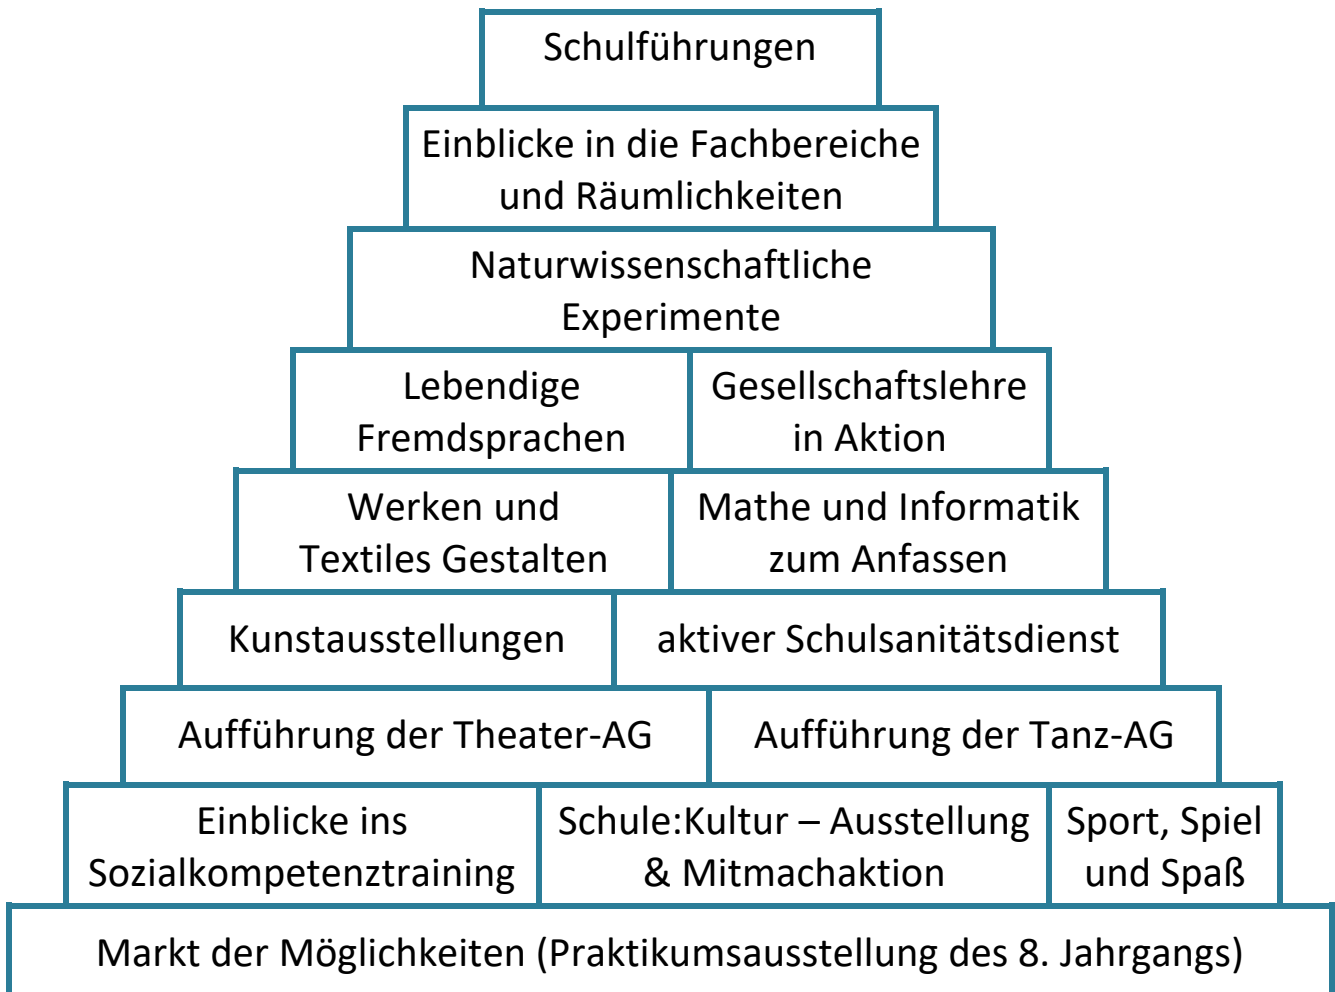 Schulführungen
Einblicke in die Fachbereiche
und Räumlichkeiten
Naturwissenschaftliche
Experimente
Lebendige
Fremdsprachen
Gesellschaftslehre
in Aktion
Werken und
Textiles Gestalten
Mathe und Informatik
zum Anfassen
Kunstausstellungen
aktiver Schulsanitätsdienst
Aufführung der Theater-AG
Aufführung der Tanz-AG
Einblicke ins
Sozialkompetenztraining
Schule:Kultur – Ausstellung
& Mitmachaktion
Sport, Spiel
und Spaß
Markt der Möglichkeiten (Praktikumsausstellung des 8. Jahrgangs)